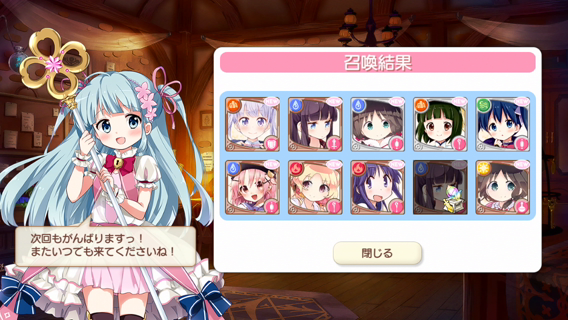 召喚結果
次回もがんばりますっ！
またいつでも来てくださいね！
閉じる